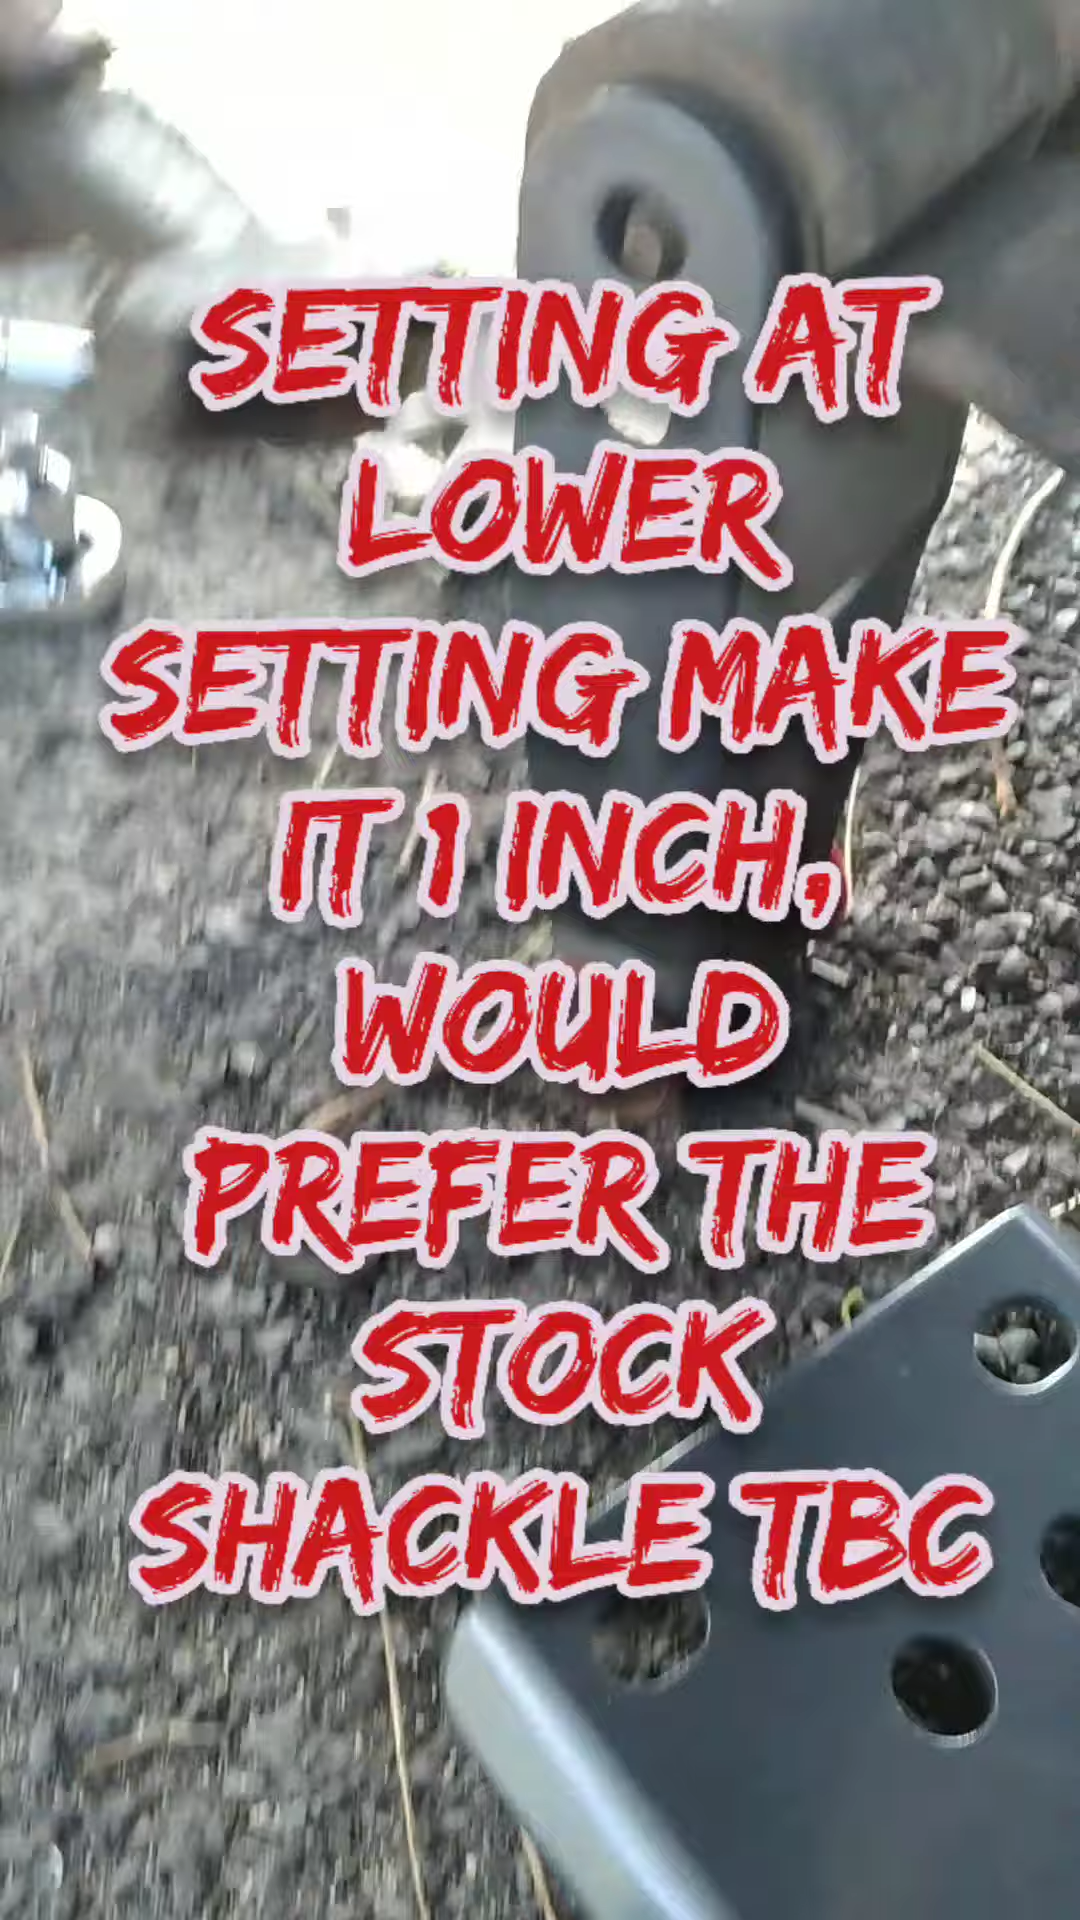 SETTING AT
LOWER
SETTING MAKE
IT 1 INCH,
WOULD
PREFER THE
STOCK
SHACKLE TBC